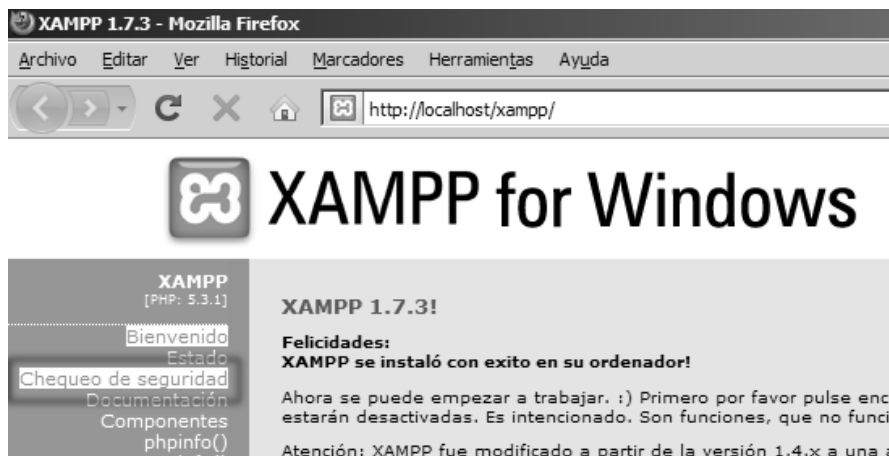 XAMPP 1.7.3 - Mozilla Firefox
Archivo Editar Ver Historial Marcadores Herramientas Ayuda
http://localhost/xampp/
XAMPP for Windows
XAMPP
[PHP: 5.3.1]
Bienvenido
Estado
Chequeo de seguridad
Documentación
Componentes
phpinfo()
XAMPP 1.7.3!
Felicidades:
XAMPP se instaló con exito en su ordenador!
Ahora se puede empezar a trabajar. :) Primero por favor pulse enc
estarán desactivadas. Es intencionado. Son funciones, que no funci
Atención: XAMPP fue modificado a partir de la versión 1.4.x a una